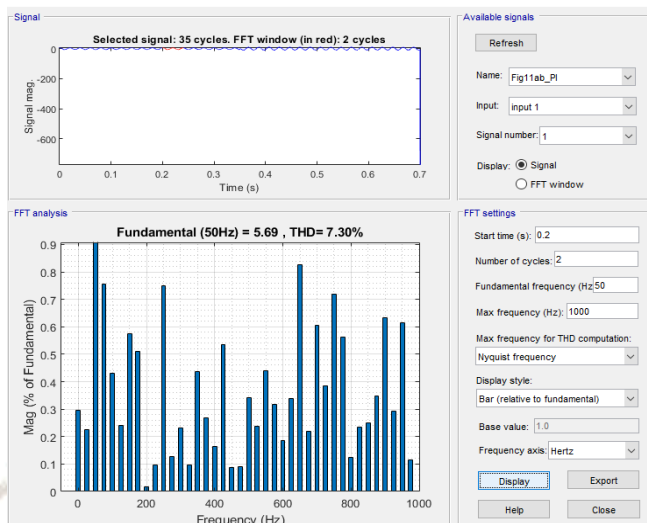 Signal
Selected signal: 35 cycles. FFT window (in red): 2 cycles
0
-200
-400
-600
Signal mag.
0 0.1 0.2 0.3 0.4 0.5 0.6 0.7
Time (s)
FFT analysis
Fundamental (50Hz) = 5.69 , THD= 7.30%
0.9
0.8
0.7
0.6
0.5
0.4
0.3
0.2
0.1
0
Mag (% of Fundamental)
0 200 400 600 800 1000
Frequency (Hz)
Available signals
Refresh
Name: Fig11ab_PI
Input: input 1
Signal number: 1
Display: Signal
FFT window
FFT settings
Start time (s): 0.2
Number of cycles: 2
Fundamental frequency (Hz 50
Max frequency (Hz): 1000
Max frequency for THD computation:
Nyquist frequency
Display style:
Bar (relative to fundamental)
Base value: 1.0
Frequency axis: Hertz
Display Export
Help Close